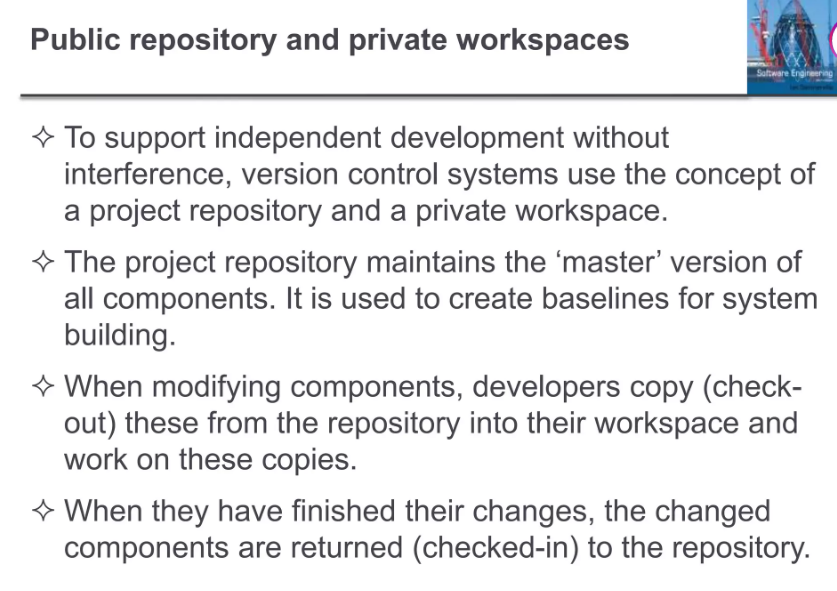 Public repository and private workspaces
Software Engineering
✧ To support independent development without
interference, version control systems use the concept of
a project repository and a private workspace.
✧ The project repository maintains the ‘master’ version of
all components. It is used to create baselines for system
building.
✧ When modifying components, developers copy (check-
out) these from the repository into their workspace and
work on these copies.
✧ When they have finished their changes, the changed
components are returned (checked-in) to the repository.